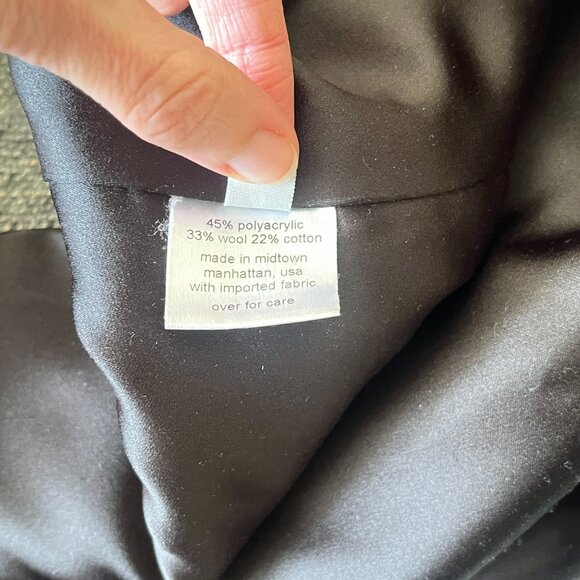 45% polyacrylic
33% wool 22% cotton
made in midtown
manhattan, usa
with imported fabric
over for care